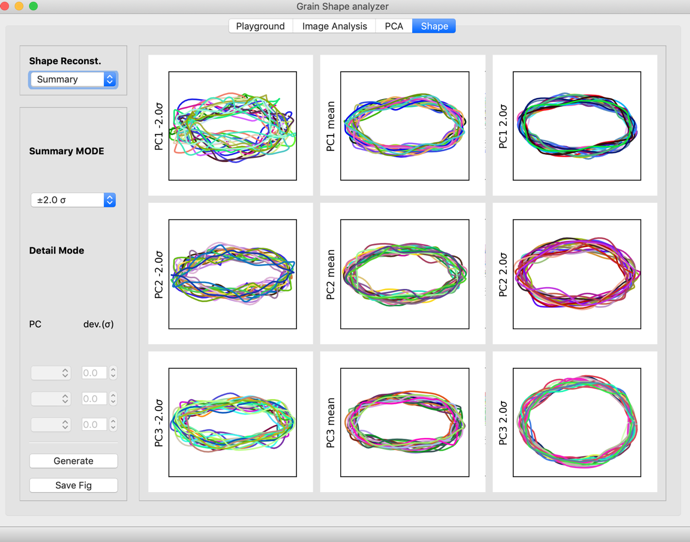 Grain Shape analyzer
Playground Image Analysis PCA Shape
Shape Reconst.
Summary
Summary MODE
±2.0 σ
Detail Mode
PC dev.(σ)
0.0
0.0
0.0
Generate
Save Fig
PC1 -2.0σ
PC1 mean
PC1 2.0σ
PC2 -2.0σ
PC2 mean
PC2 2.0σ
PC3 -2.0σ
PC3 mean
PC3 2.0σ